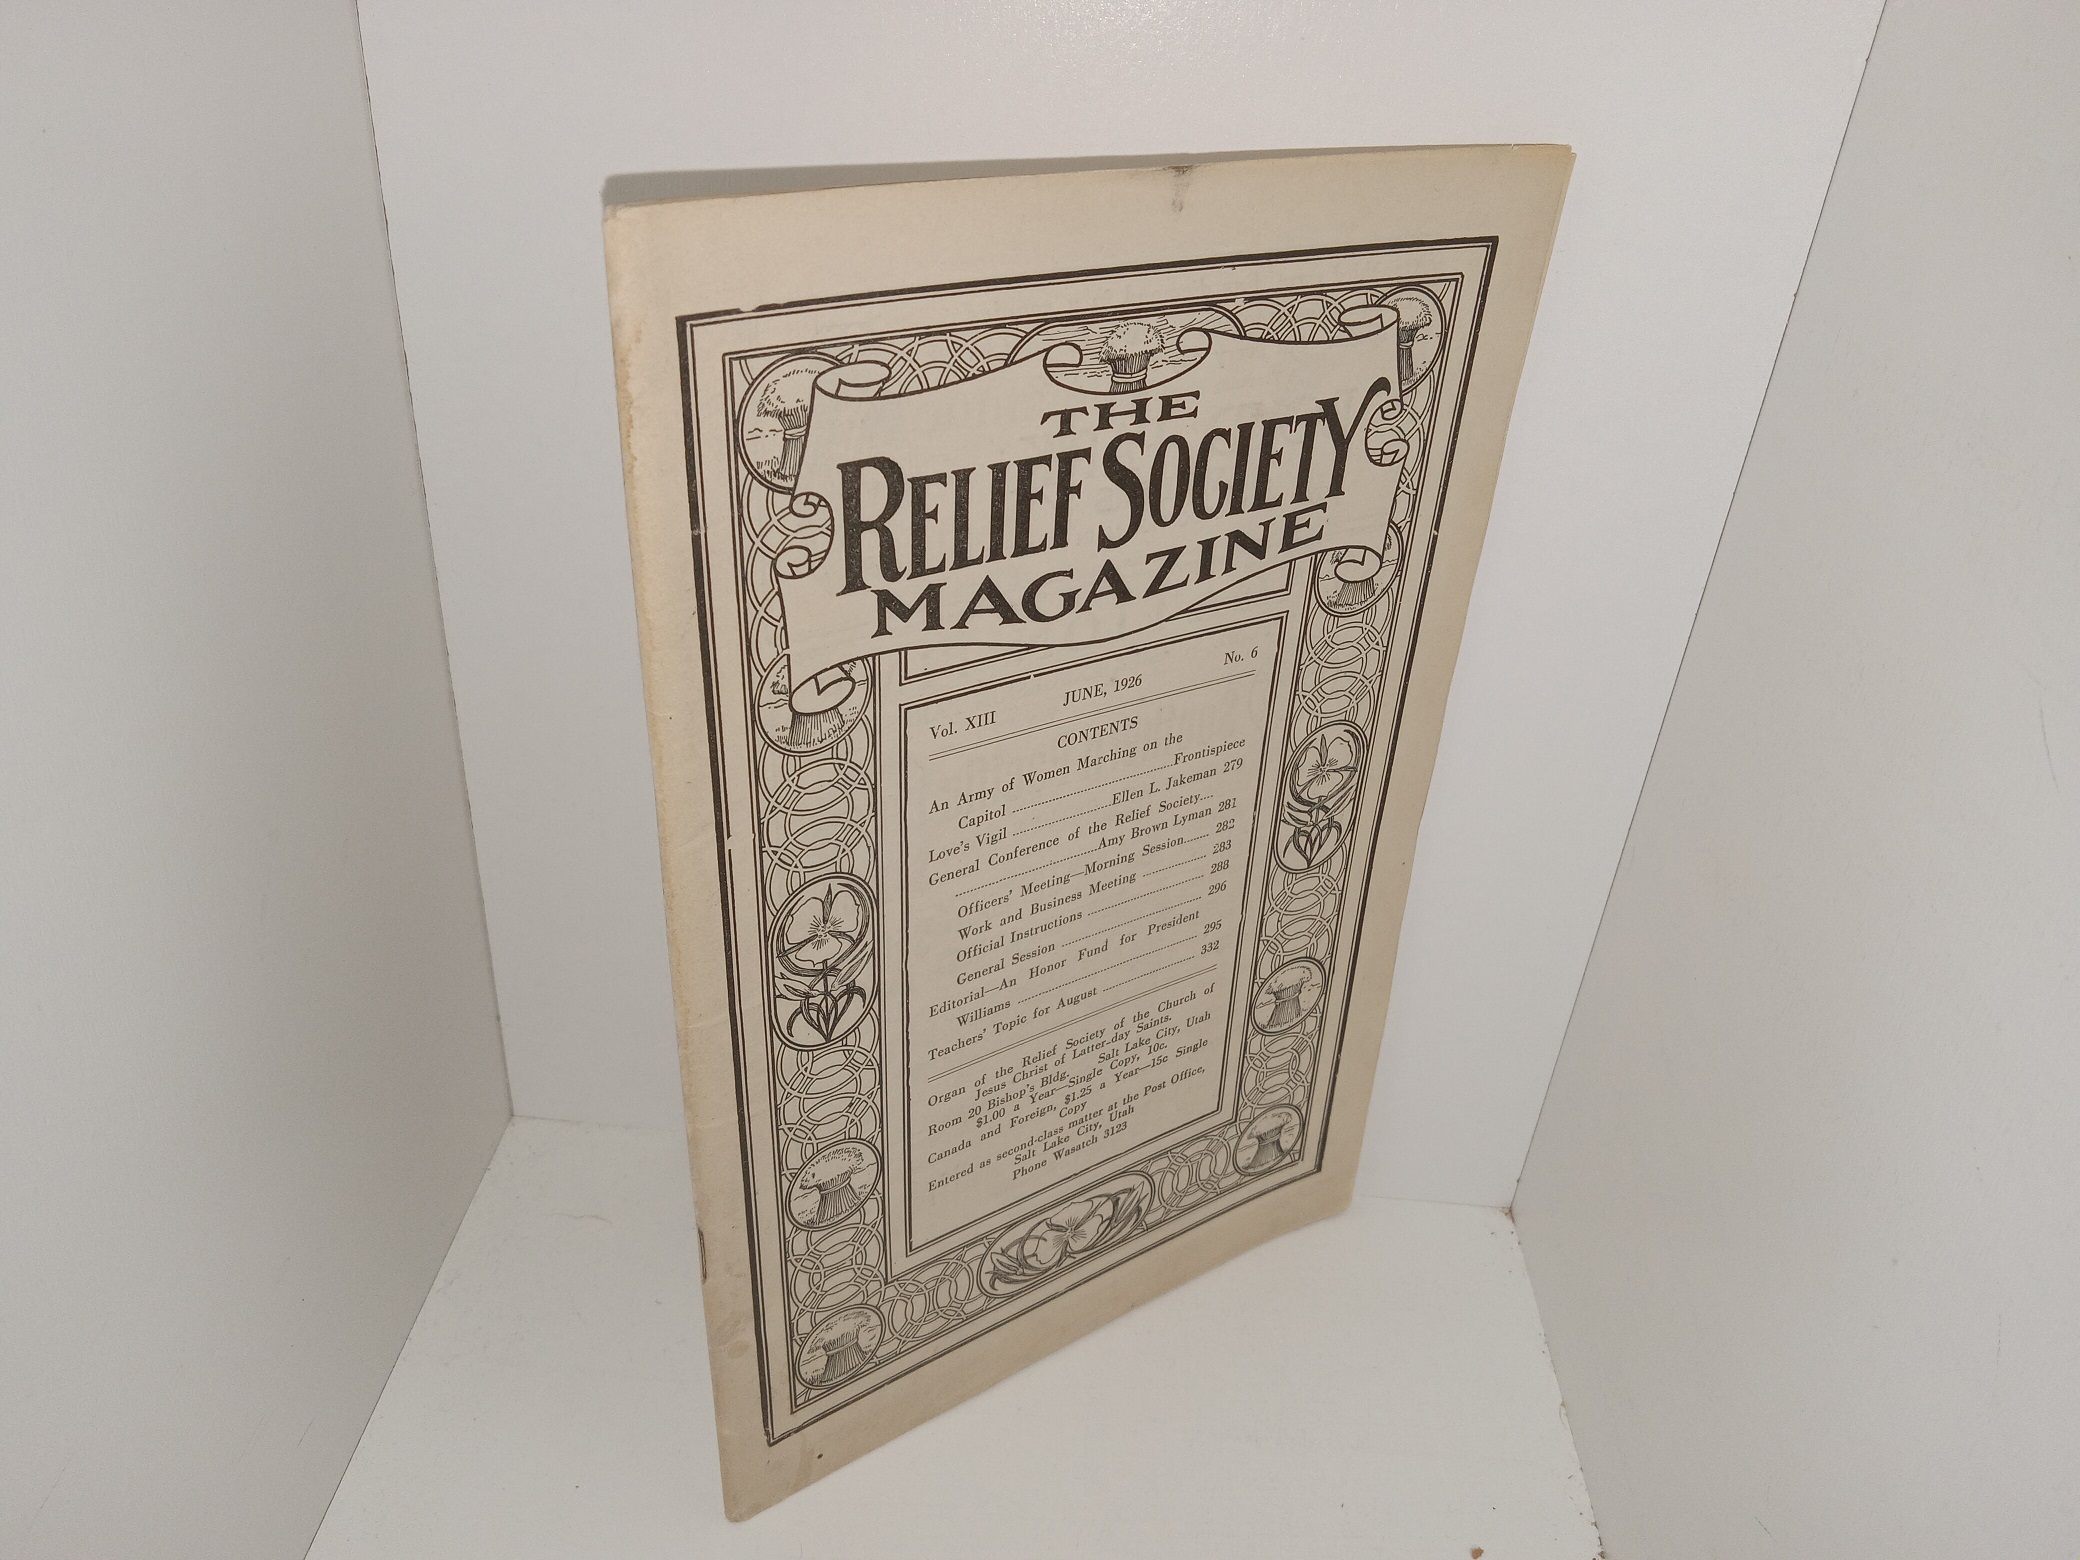 THE
RELIEF SOCIETY
MAGAZINE
Vol. XIII JUNE, 1926 No. 6
CONTENTS
An Army of Women Marching on the
Capitol ........................................Frontispiece
Love's Vigil ........................Ellen L. Jakeman 279
General Conference of the Relief Society....
....................................Amy Brown Lyman 281
Officers' Meeting—Morning Session....... 282
Work and Business Meeting ................ 283
Official Instructions ............................. 288
General Session ................................... 296
Editorial—An Honor Fund for President
Williams ............................................. 295
Teachers' Topic for August ....................... 332
Organ of the Relief Society of the Church of
Jesus Christ of Latter-day Saints.
Room 20 Bishop's Bldg. Salt Lake City, Utah
$1.00 a Year—Single Copy, 10c.
Canada and Foreign, $1.25 a Year—15c Single
Copy
Entered as second-class matter at the Post Office,
Salt Lake City, Utah
Phone Wasatch 3123